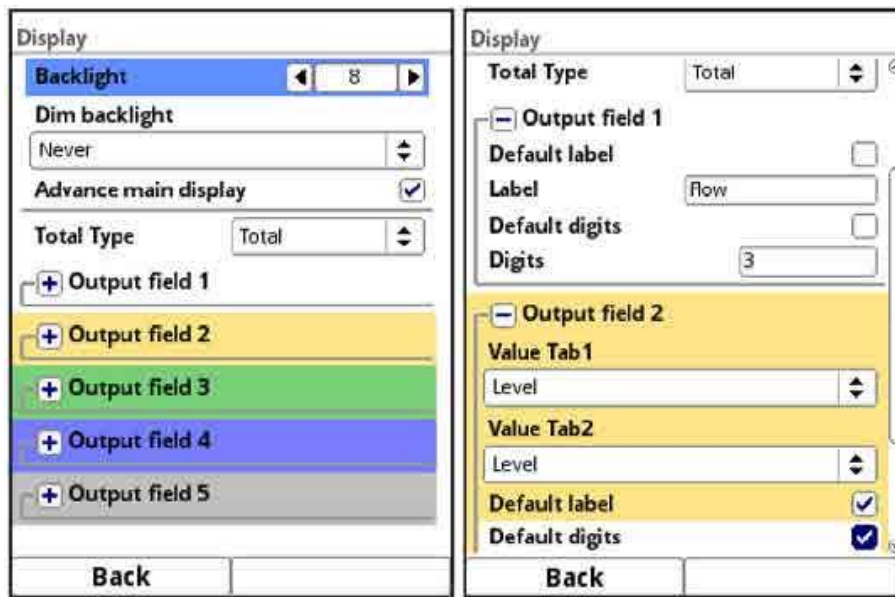 Display
Backlight 8
Dim backlight
Never
Advance main display
Total Type Total
Output field 1
Output field 2
Output field 3
Output field 4
Output field 5
Back
Display
Total Type Total
Output field 1
Default label
Label flow
Default digits
Digits 3
Output field 2
Value Tab1
Level
Value Tab2
Level
Default label
Default digits
Back